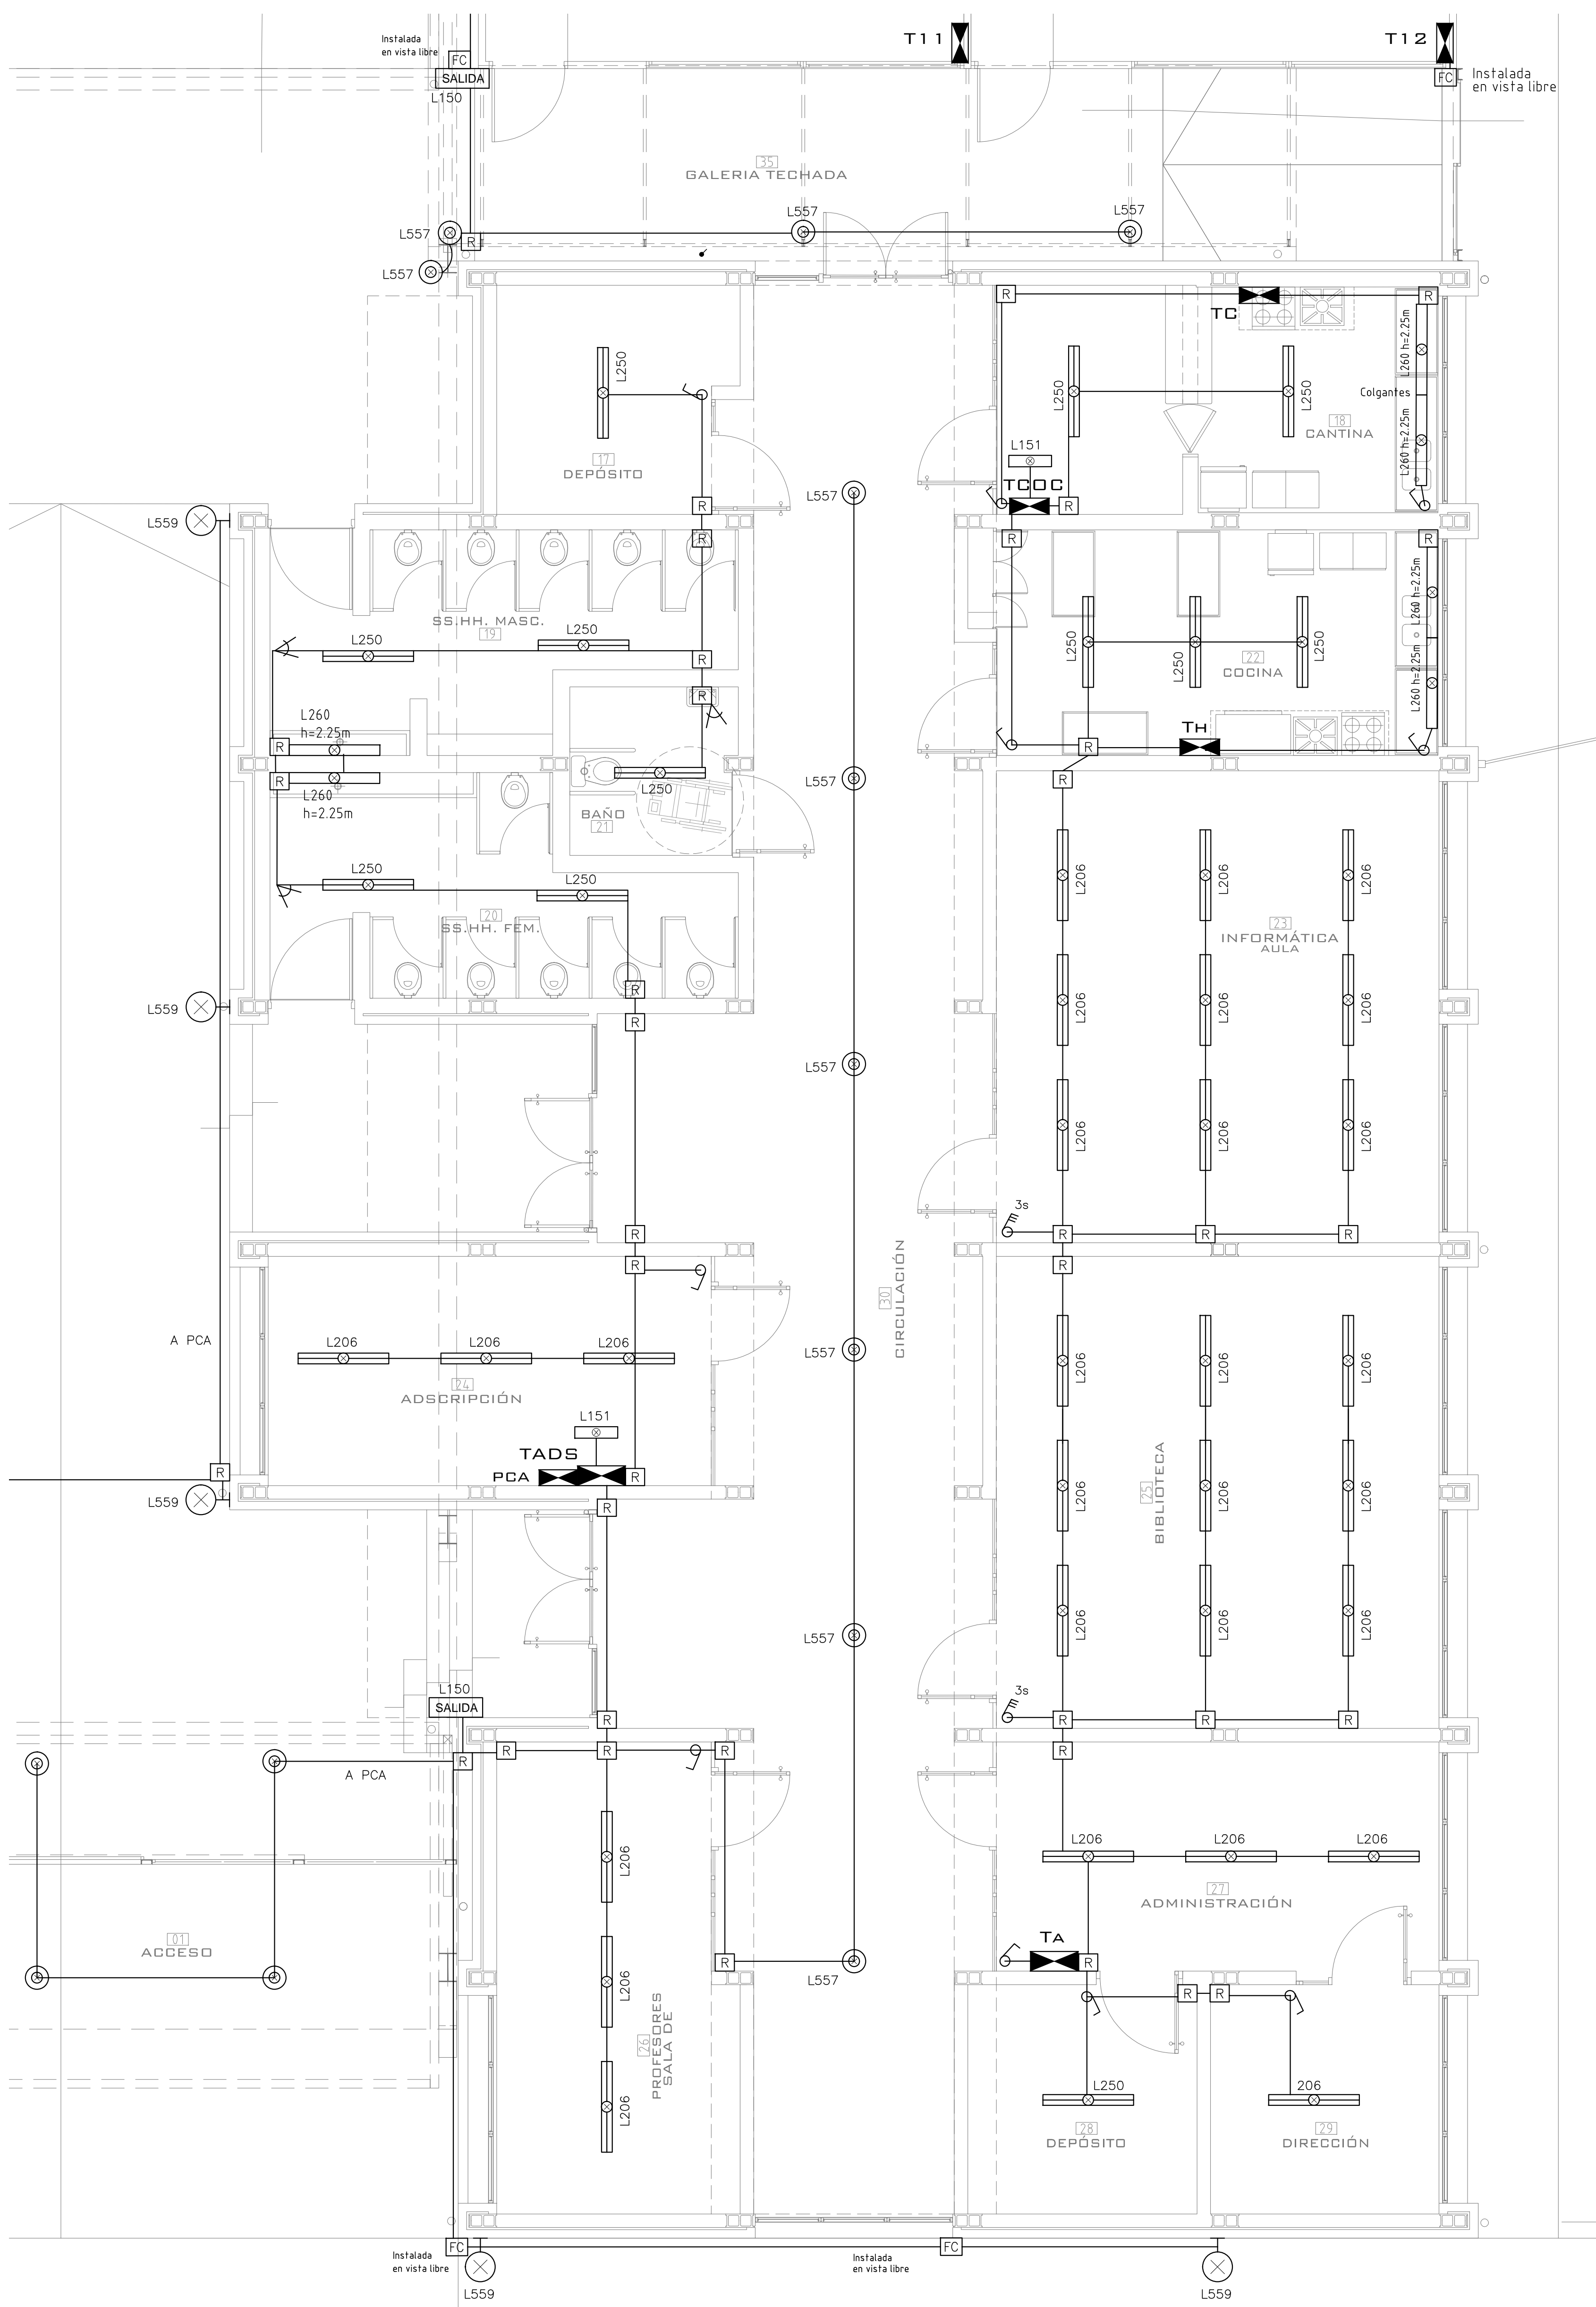 T11
T12
Instalada
en vista libre
FC
SALIDA
L150
FC
Instalada
en vista libre
35
GALERIA TECHADA
L557
L557
L557
R
L557
R
TC
R
L260 h=2.25m
Colgantes
L260 h=2.25m
L250
L250
L250
18
CANTINA
17
DEPÓSITO
L151
TCOC
R
R
L557
L559
R
R
R
SS.HH. MASC.
19
L250
L250
R
R
L260 h=2.25m
L260 h=2.25m
L250
L250
L250
22
COCINA
L260
h=2.25m
R
R
L260
h=2.25m
L250
BAÑO
21
TH
R
R
L557
L250
L250
20
SS.HH. FEM.
L206
L206
L206
23
INFORMÁTICA
AULA
R
L559
R
L557
L206
L206
L206
L206
L206
L206
3s
R
R
R
R
R
R
30
CIRCULACIÓN
A PCA
L206
L206
L206
L557
24
ADSCRIPCIÓN
L206
L206
L206
L151
TADS
PCA
R
R
R
L559
25
BIBLIOTECA
L206
L206
L206
L557
L206
L206
L206
L150
SALIDA
3s
R
R
R
R
R
R
R
R
R
A PCA
L206
L206
L206
L206
27
ADMINISTRACIÓN
01
ACCESO
TA
R
R
L557
L206
R
R
26
PROFESORES
SALA DE
L206
L250
206
28
DEPÓSITO
29
DIRECCIÓN
FC
FC
Instalada
en vista libre
Instalada
en vista libre
L559
L559